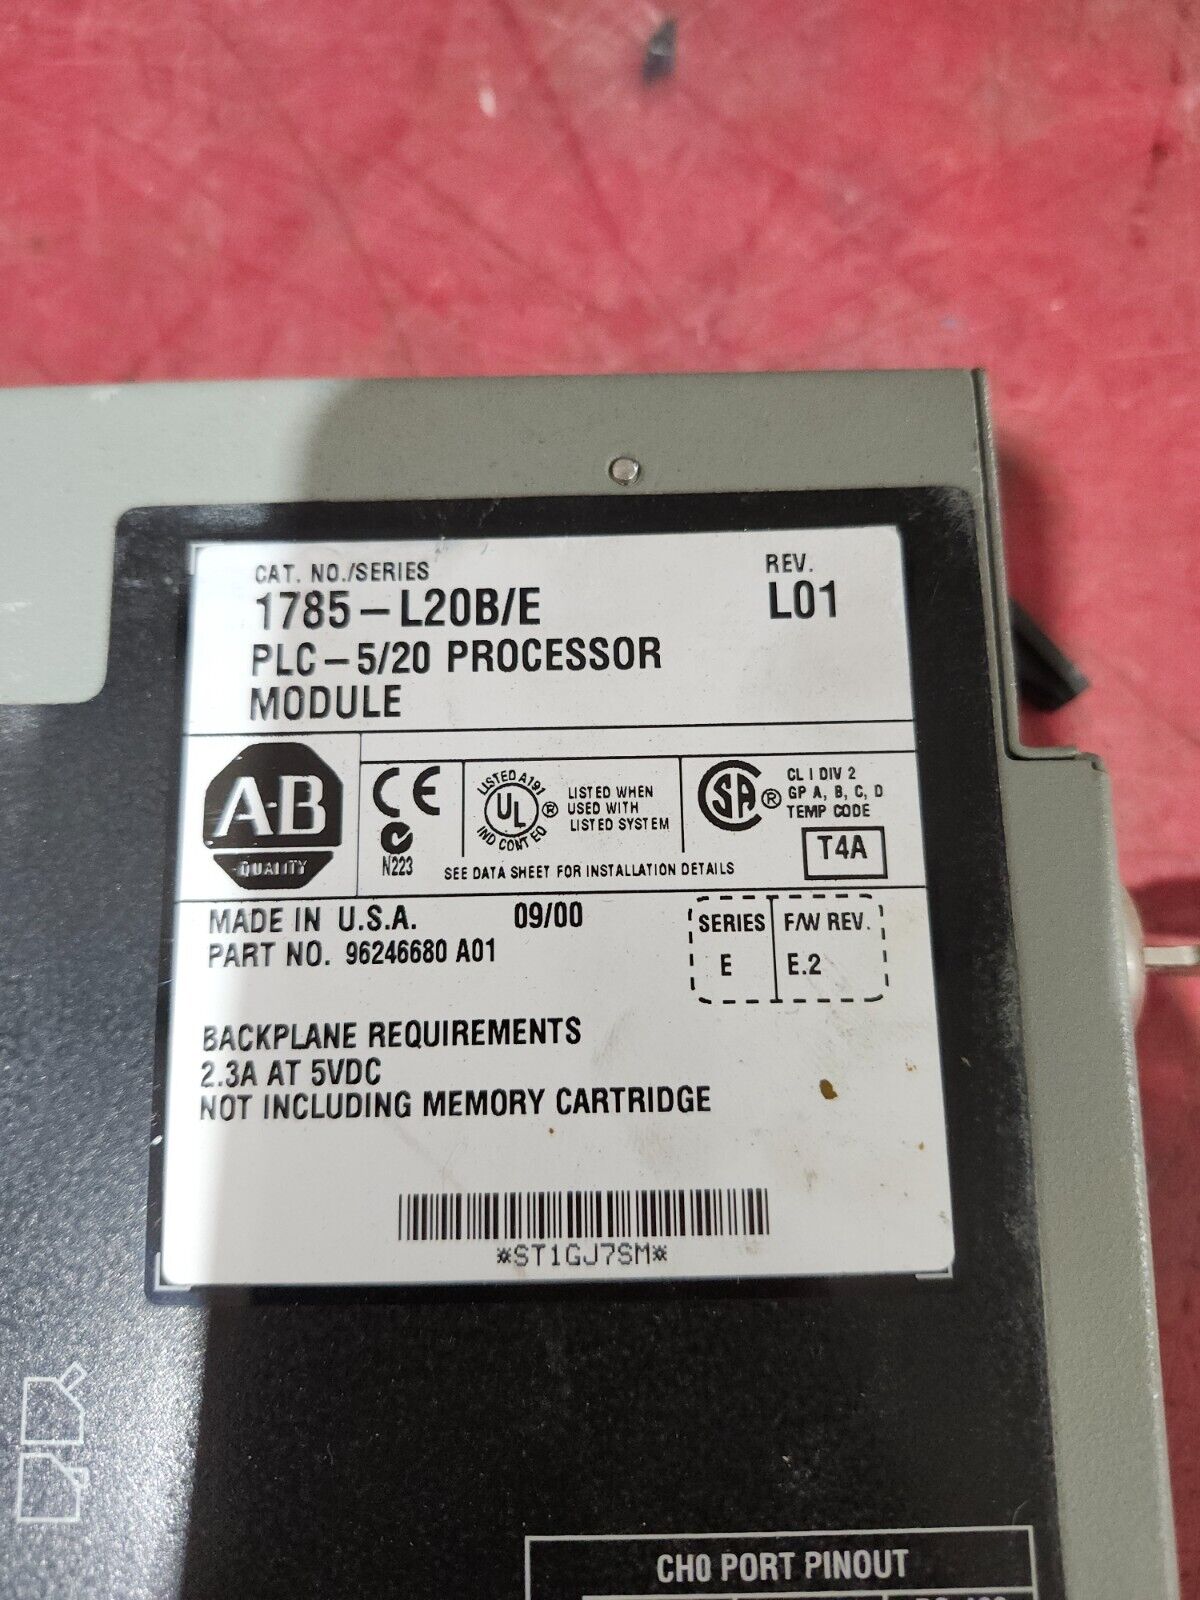 CAT. NO./SERIES
REV.
1785-L20B/E
L01
PLC-5/20 PROCESSOR
MODULE
A-B
QUALITY
CE
N223
LISTED A191
UL
IND CONT EQ
®
LISTED WHEN
USED WITH
LISTED SYSTEM
SA ®
CL I DIV 2
GP A, B, C, D
TEMP CODE
T4A
SEE DATA SHEET FOR INSTALLATION DETAILS
MADE IN U.S.A. 09/00
PART NO. 96246680 A01
SERIES F/W REV.
E E.2
BACKPLANE REQUIREMENTS
2.3A AT 5VDC
NOT INCLUDING MEMORY CARTRIDGE
*ST1GJ7SM*
CH0 PORT PINOUT